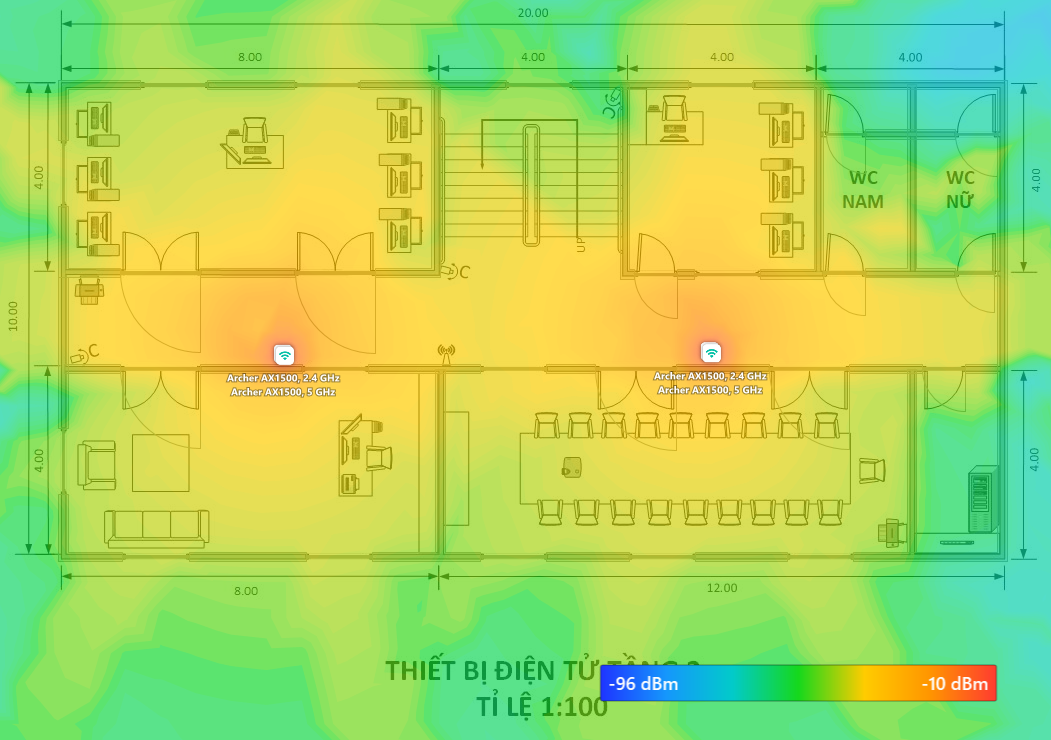 20.00
8.00
4.00
4.00
4.00
4.00
4.00
WC
NAM
WC
NỮ
UP
C
C
C
10.00
Archer AX1500, 2.4 GHz
Archer AX1500, 5 GHz
Archer AX1500, 2.4 GHz
Archer AX1500, 5 GHz
4.00
4.00
8.00
12.00
THIẾT BỊ ĐIỆN TỬ TẦNG 2
-96 dBm
-10 dBm
TỈ LỆ 1:100